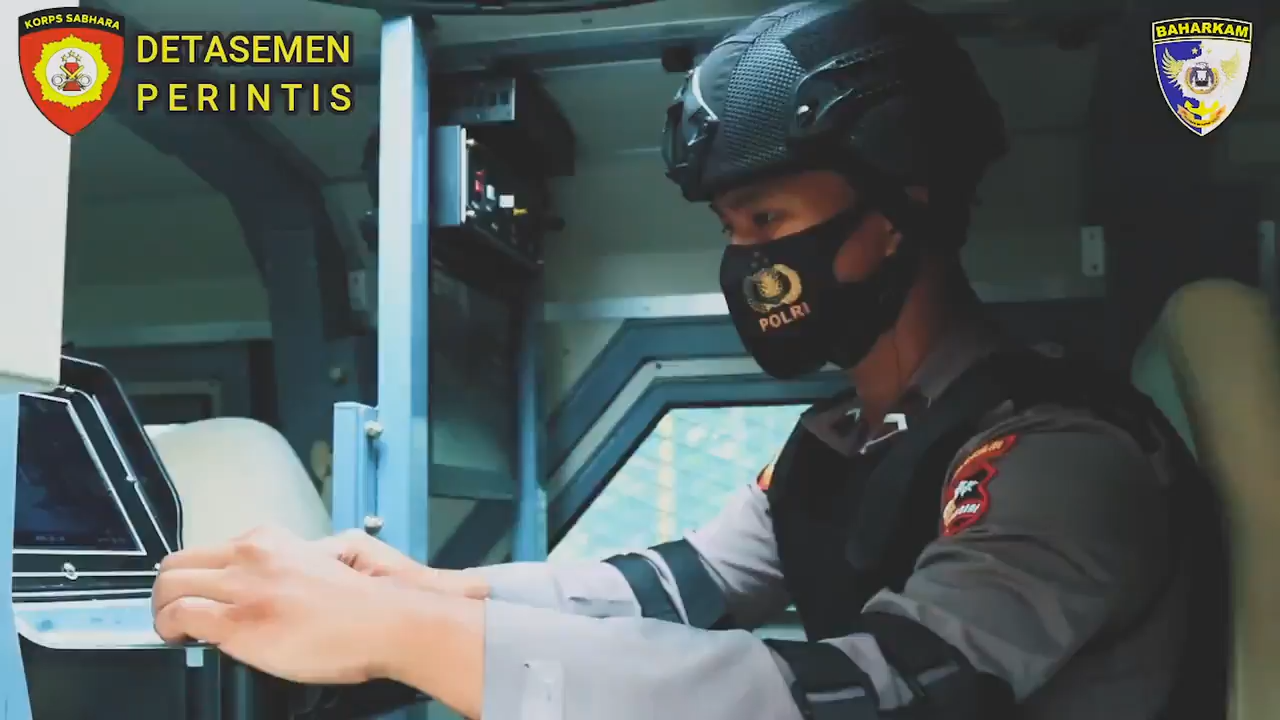 KORPS SABHARA
DETASEMEN
PERINTIS
BAHARKAM
POLRI